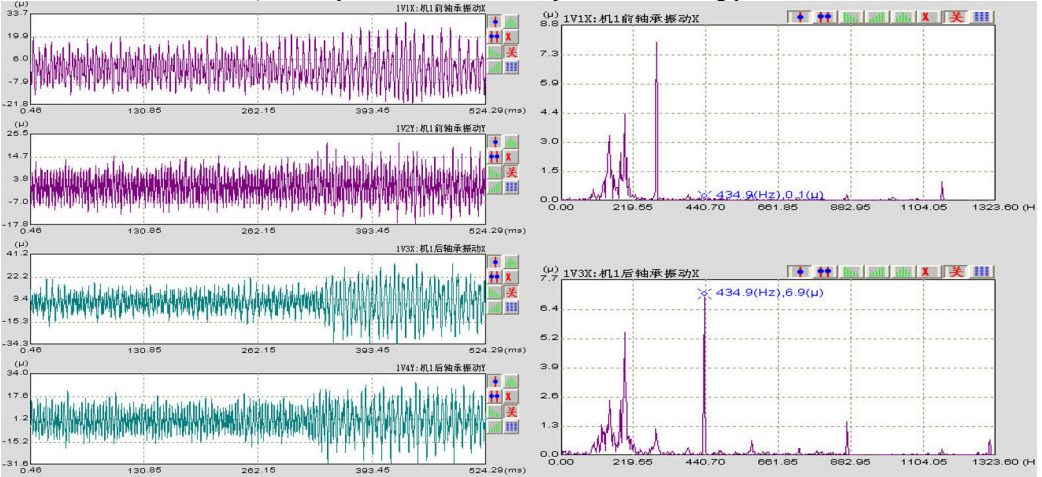 (μ)
1V1X:机1前轴承振动X
33.7
19.9
6.0
-7.9
-21.8
0.46 130.85 262.15 393.45 524.29(ms)
X
关
(μ)
1V2Y:机1前轴承振动Y
25.5
14.7
3.8
-7.0
0.46 130.85 262.15 393.45 524.29(ms)
X
关
(μ)
1V3X:机1后轴承振动X
41.2
22.2
3.4
-15.3
-34.3
0.46 130.85 262.15 393.45 524.29(ms)
X
关
(μ)
1V4Y:机1后轴承振动Y
34.0
17.6
1.2
-15.2
-31.6
0.46 130.85 262.15 393.45 524.29(ms)
X
关
(μ)
1V1X:机1前轴承振动X
X 关
8.8
7.3
5.9
4.4
3.0
1.5
0.0
434.9(Hz),0.1(μ)
0.00 219.55 440.70 661.85 882.95 1104.05 1323.60 (H
(μ)
1V3X:机1后轴承振动X
X 关
7.7
6.4
5.2
3.9
2.6
1.3
0.0
434.9(Hz),6.9(μ)
0.00 219.55 440.70 661.85 882.95 1104.05 1323.60 (H